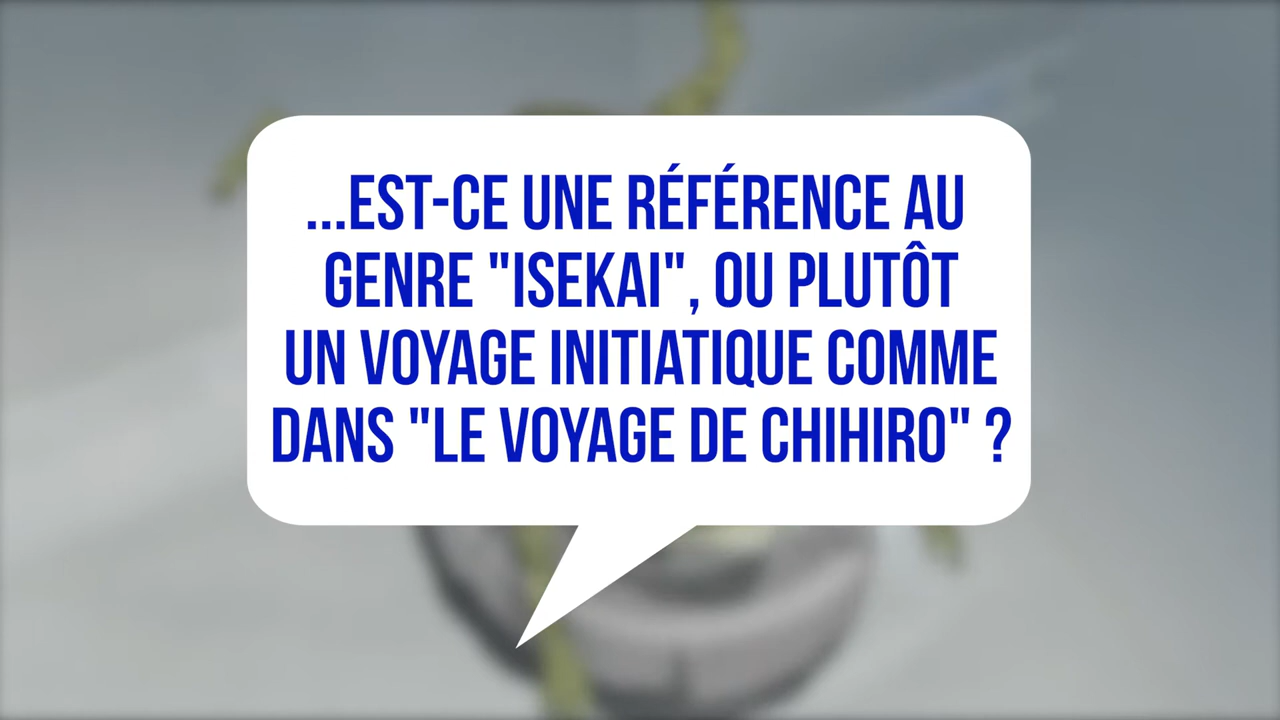 ...EST-CE UNE RÉFÉRENCE AU
GENRE "ISEKAI", OU PLUTÔT
UN VOYAGE INITIATIQUE COMME
DANS "LE VOYAGE DE CHIHIRO" ?